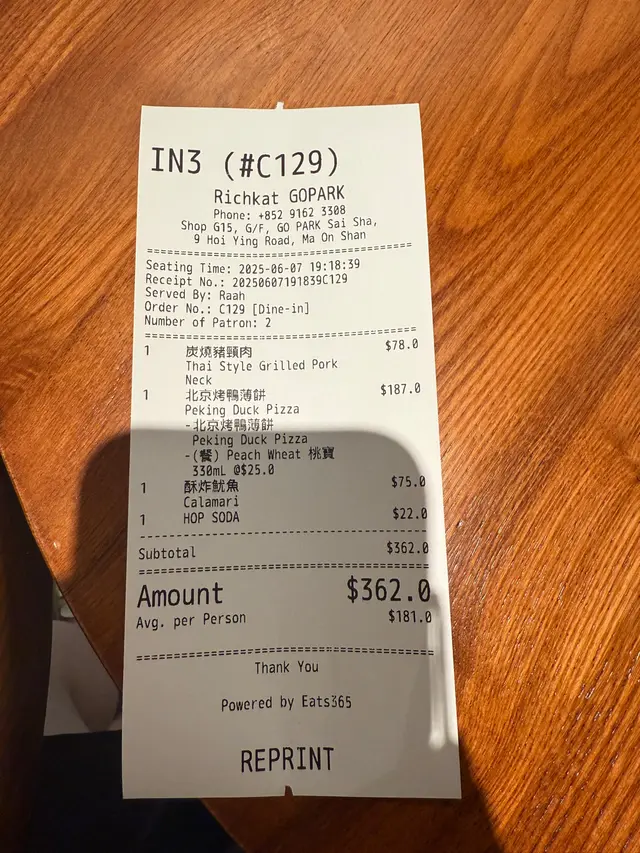 IN3 (#C129)
Richkat GOPARK
Phone: +852 9162 3308
Shop G15, G/F, GO PARK Sai Sha,
9 Hoi Ying Road, Ma On Shan
Seating Time: 2025-06-07 19:18:39
Receipt No.: 20250607191839C129
Served By: Raah
Order No.: C129 [Dine-in]
Number of Patron: 2
1 炭燒豬頸肉 $78.0
Thai Style Grilled Pork
Neck
1 北京烤鴨薄餅 $187.0
Peking Duck Pizza
-北京烤鴨薄餅
Peking Duck Pizza
-(餐) Peach Wheat 桃寶
330mL @$25.0
1 酥炸魷魚 $75.0
Calamari
1 HOP SODA $22.0
Subtotal $362.0
Amount $362.0
Avg. per Person $181.0
Thank You
Powered by Eats365
REPRINT